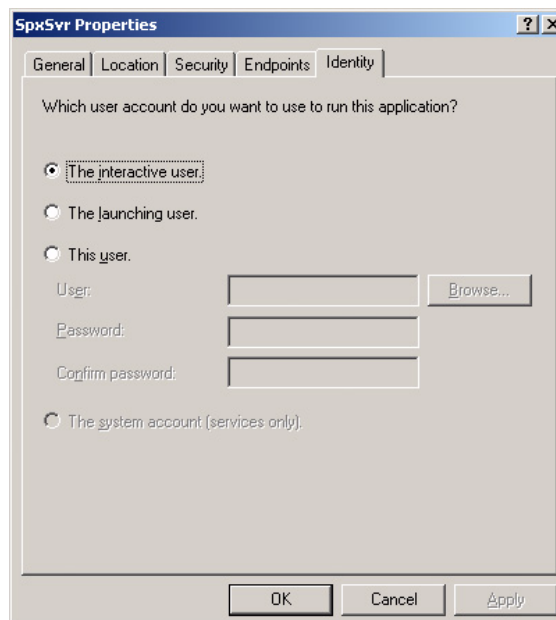 SpxSvr Properties
General Location Security Endpoints Identity
Which user account do you want to use to run this application?
The interactive user.
The launching user.
This user.
User: Browse...
Password:
Confirm password:
The system account (services only).
OK Cancel Apply